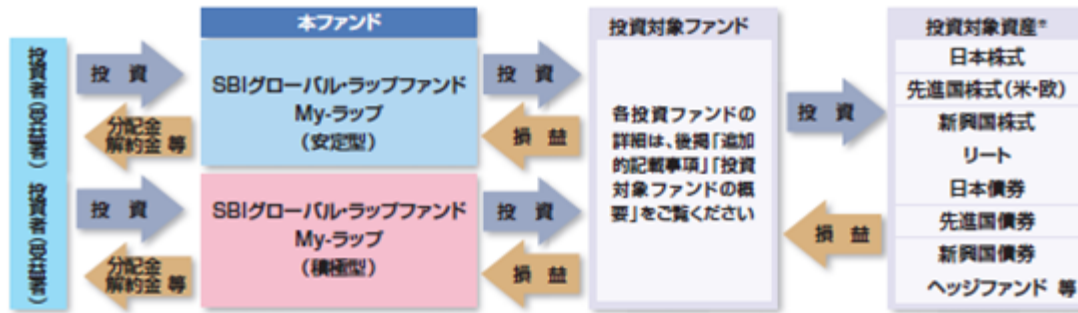 本ファンド
投資対象ファンド
投資対象資産※
投資者(受益者)
投　資
分配金
解約金 等
SBIグローバル・ラップファンド
My-ラップ
(安定型)
投　資
損　益
投資者(受益者)
投　資
分配金
解約金 等
SBIグローバル・ラップファンド
My-ラップ
(積極型)
投　資
損　益
各投資ファンドの
詳細は、後掲「追加
的記載事項」「投資
対象ファンドの概
要」をご覧ください
投　資
損　益
日本株式
先進国株式(米・欧)
新興国株式
リート
日本債券
先進国債券
新興国債券
ヘッジファンド 等